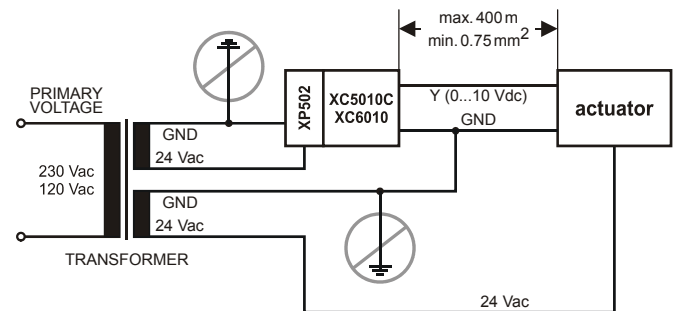 max. 400 m
min. 0.75 mm²
PRIMARY
VOLTAGE
XP502
XC5010C
XC6010
Y (0...10 Vdc)
GND
actuator
GND
24 Vac
230 Vac
120 Vac
GND
24 Vac
TRANSFORMER
24 Vac